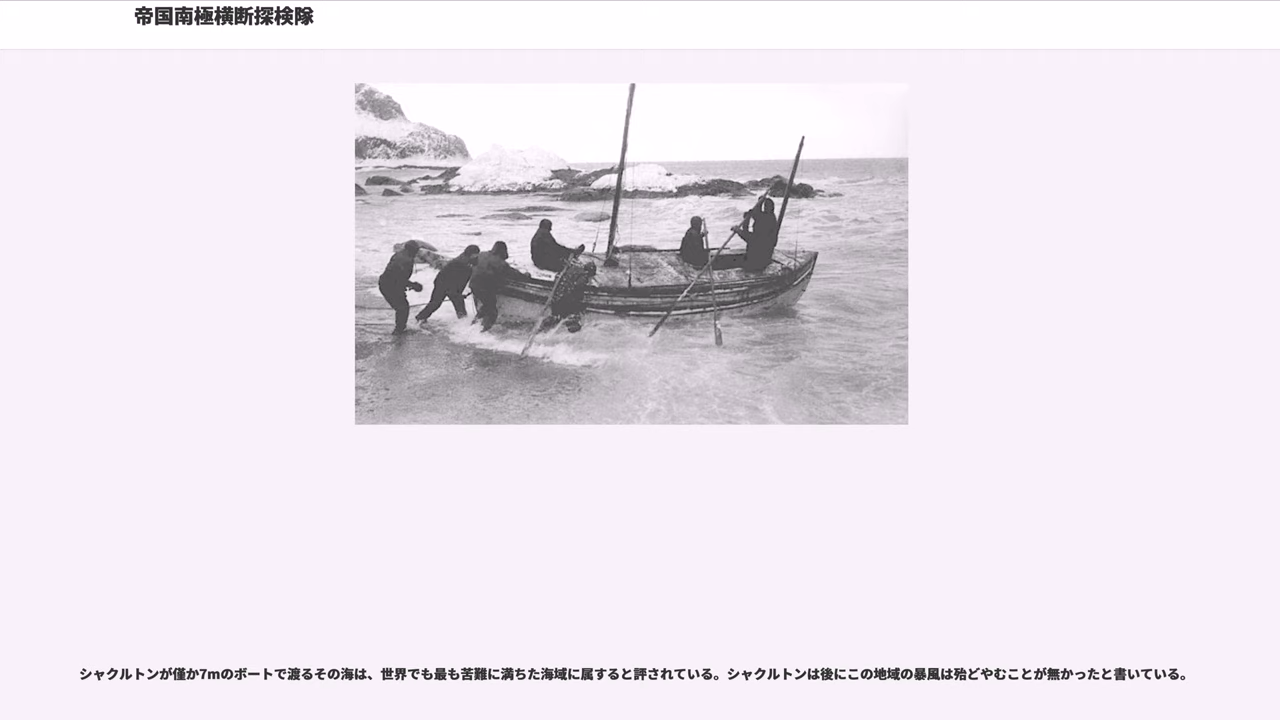 帝国南極横断探検隊
シャクルトンが僅か7mのボートで渡るその海は、世界でも最も苦難に満ちた海域に属すると評されている。シャクルトンは後にこの地域の暴風は殆どやむことが無かったと書いている。